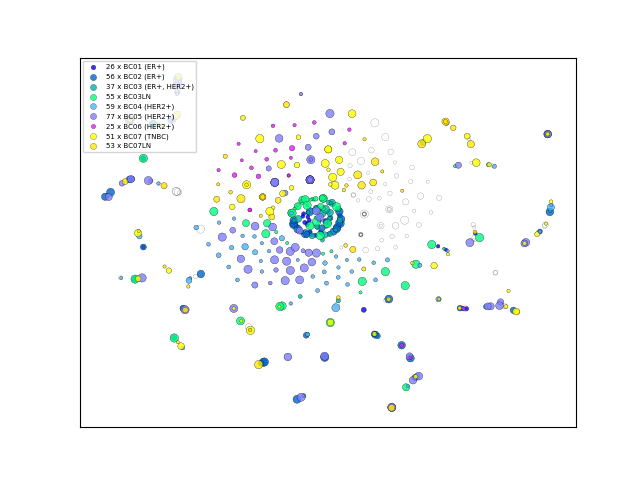 26 x BC01 (ER+)
56 x BC02 (ER+)
37 x BC03 (ER+, HER2+)
55 x BC03LN
59 x BC04 (HER2+)
77 x BC05 (HER2+)
25 x BC06 (HER2+)
51 x BC07 (TNBC)
53 x BC07LN